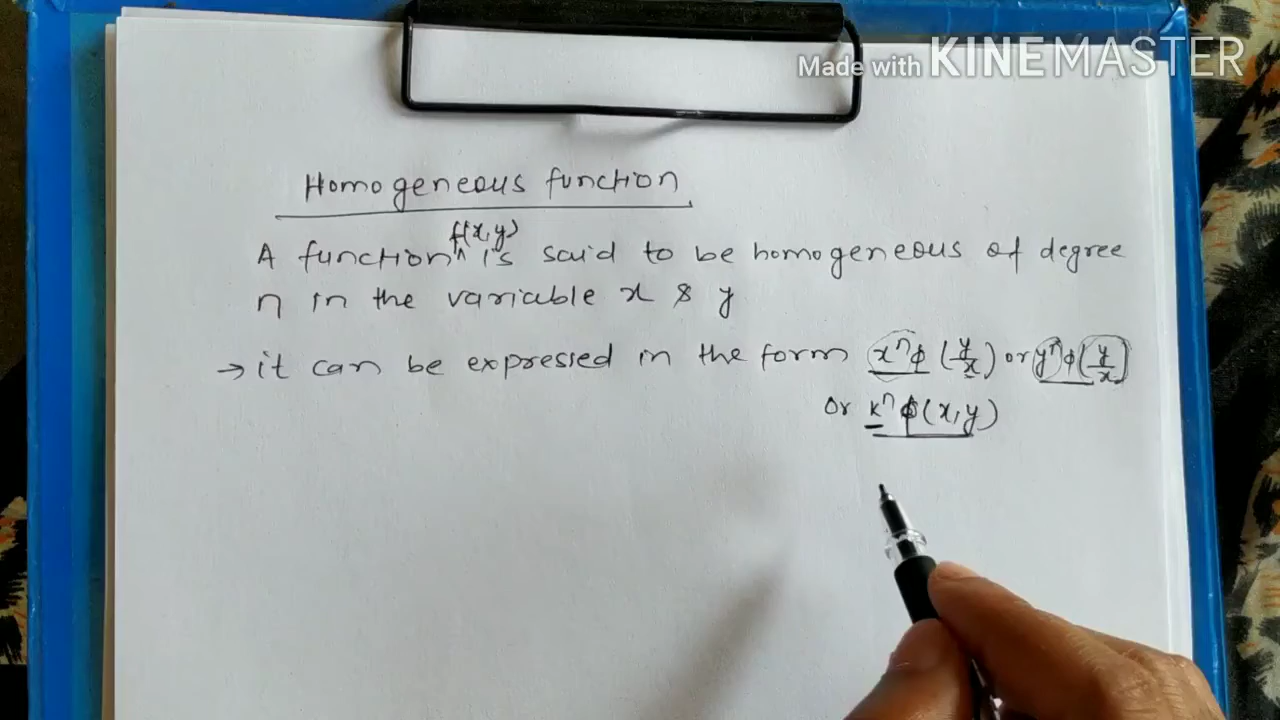 Made with KINEMASTER
Homogeneous function
A function f(x,y) is said to be homogeneous of degree
n in the variable x & y
→ it can be expressed in the form xⁿϕ(y/x) or yⁿϕ(y/x)
or kⁿϕ(x,y)